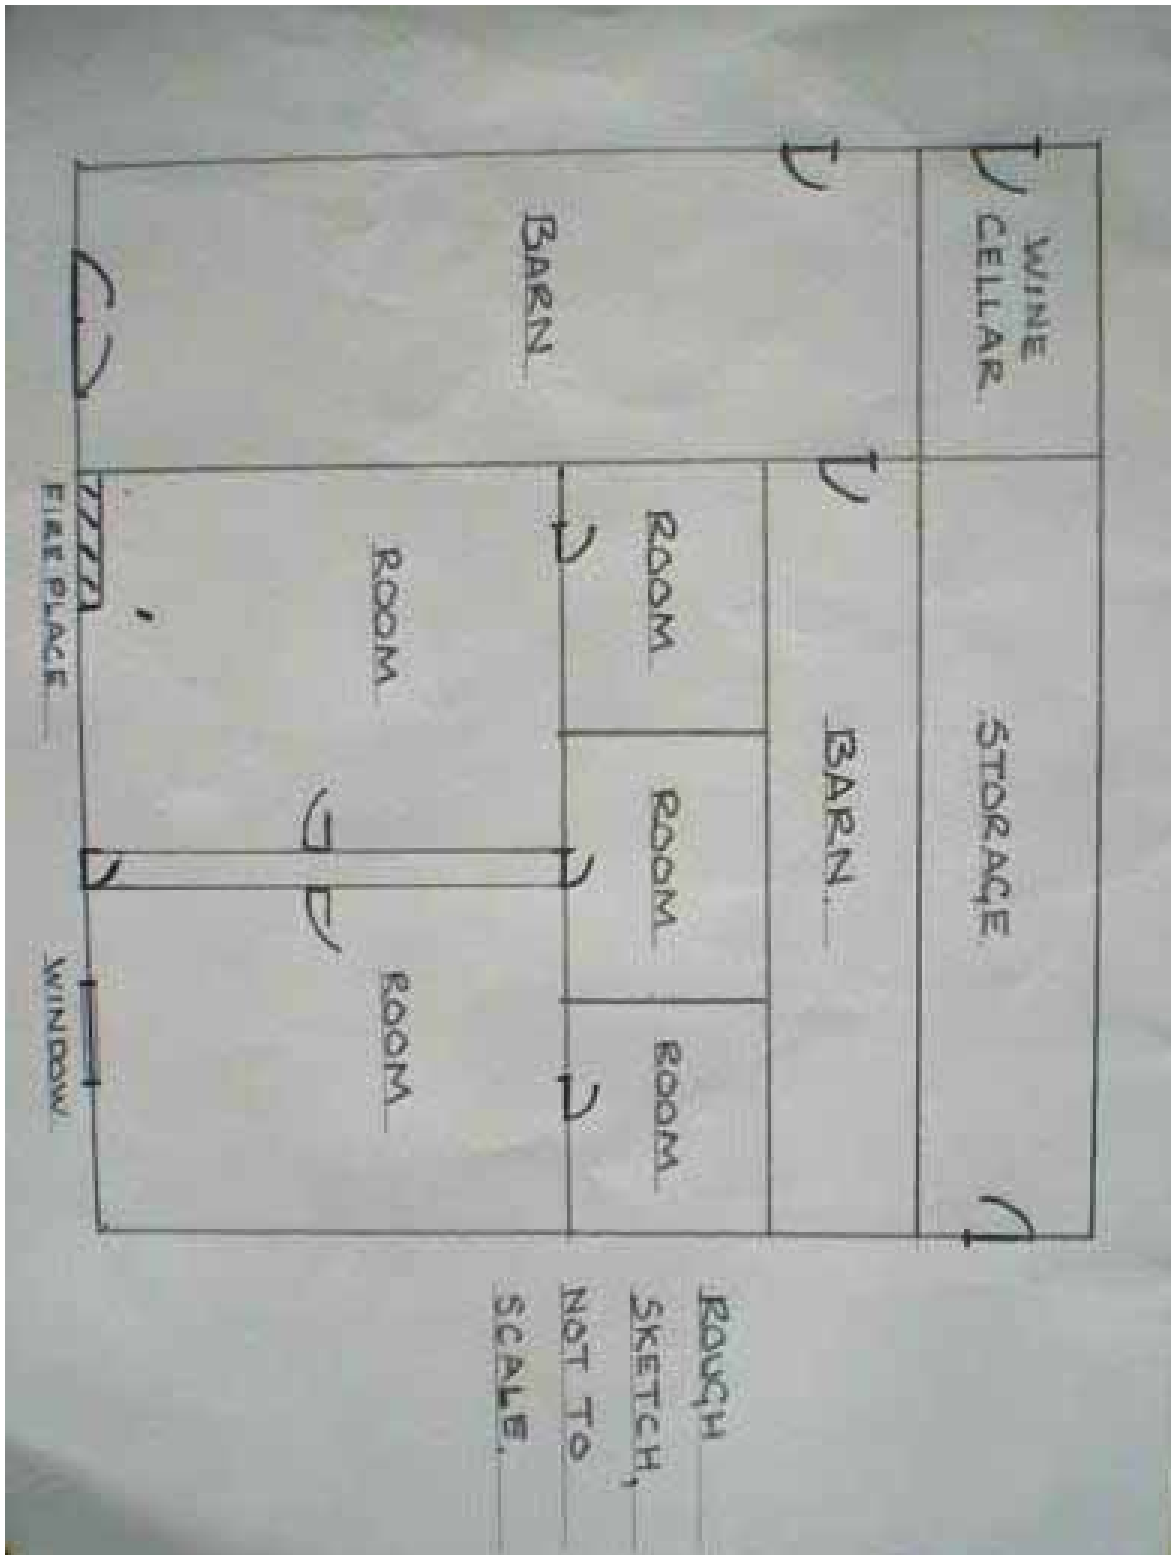 WINE
CELLAR.
STORAGE.
BARN.
ROOM
ROOM
ROOM
BARN
ROOM
ROOM
FIRE PLACE
WINDOW.
ROUGH
SKETCH,
NOT TO
SCALE.